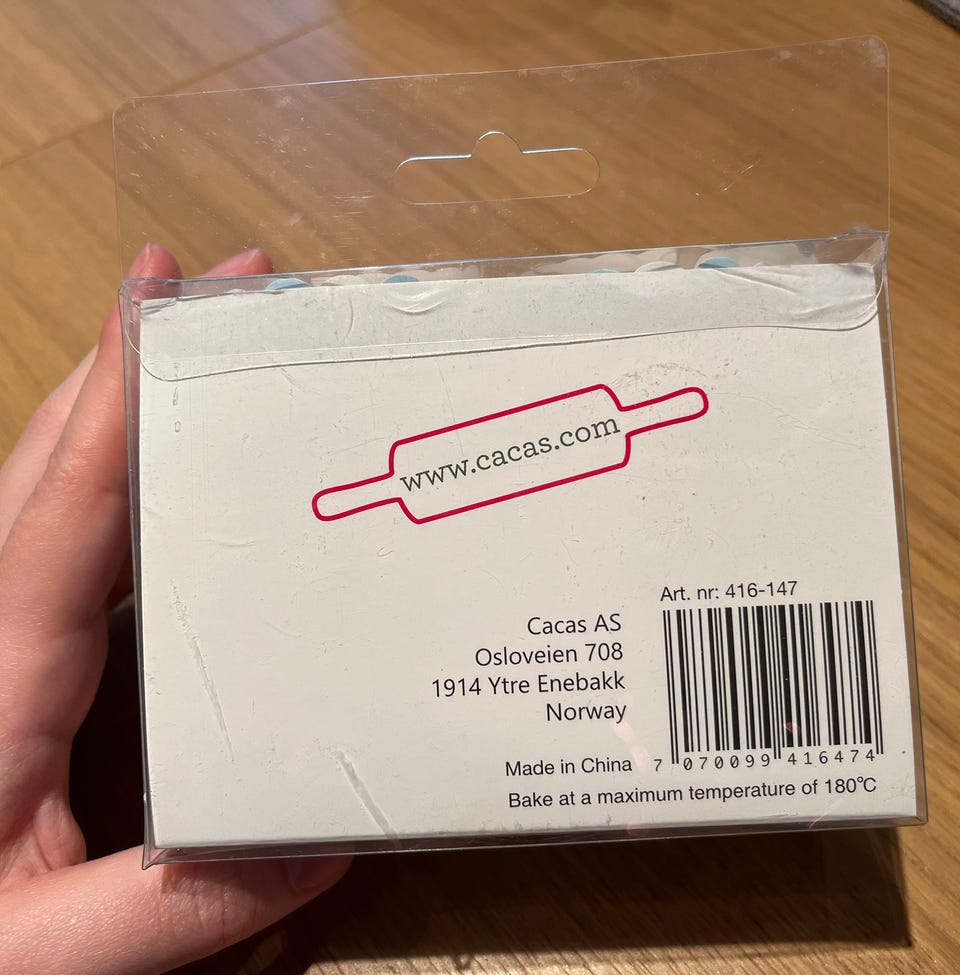 www.cacas.com
Art. nr: 416-147
Cacas AS
Osloveien 708
1914 Ytre Enebakk
Norway
Made in China
7 070099 416474
Bake at a maximum temperature of 180°C